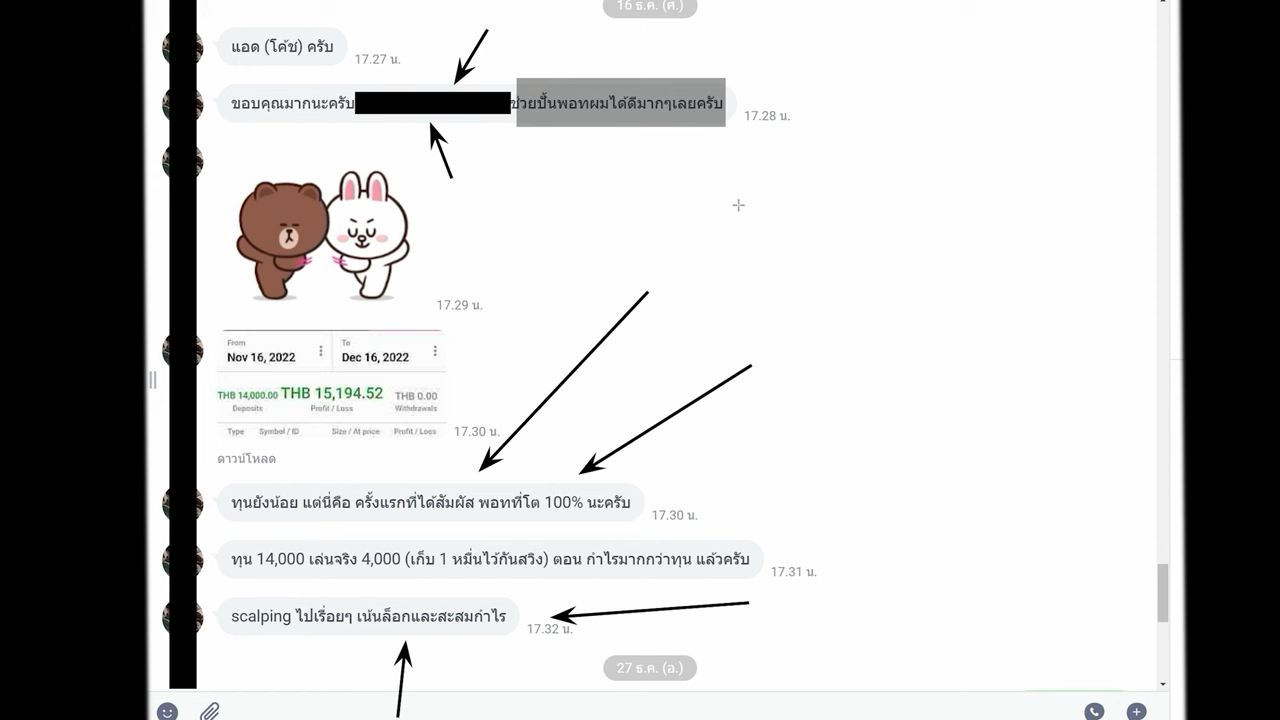 16 ธ.ค. (ศ.)
แอด (โค้ช) ครับ
17.27 น.
ขอบคุณมากนะครับ ช่วยปั้นพอทผมได้ดีมากๆเลยครับ
17.28 น.
17.29 น.
From To
Nov 16, 2022 Dec 16, 2022
THB 14,000.00 THB 15,194.52 THB 0.00
Deposits Profit / Loss Withdrawals
Type Symbol / ID Size / At price Profit / Loss
17.30 น.
ดาวน์โหลด
ทุนยังน้อย แต่นี่คือ ครั้งแรกที่ได้สัมผัส พอทที่โต 100% นะครับ
17.30 น.
ทุน 14,000 เล่นจริง 4,000 (เก็บ 1 หมื่นไว้กันสวิง) ตอน กำไรมากกว่าทุน แล้วครับ
17.31 น.
scalping ไปเรื่อยๆ เน้นล็อกและสะสมกำไร
17.32 น.
27 ธ.ค. (อ.)